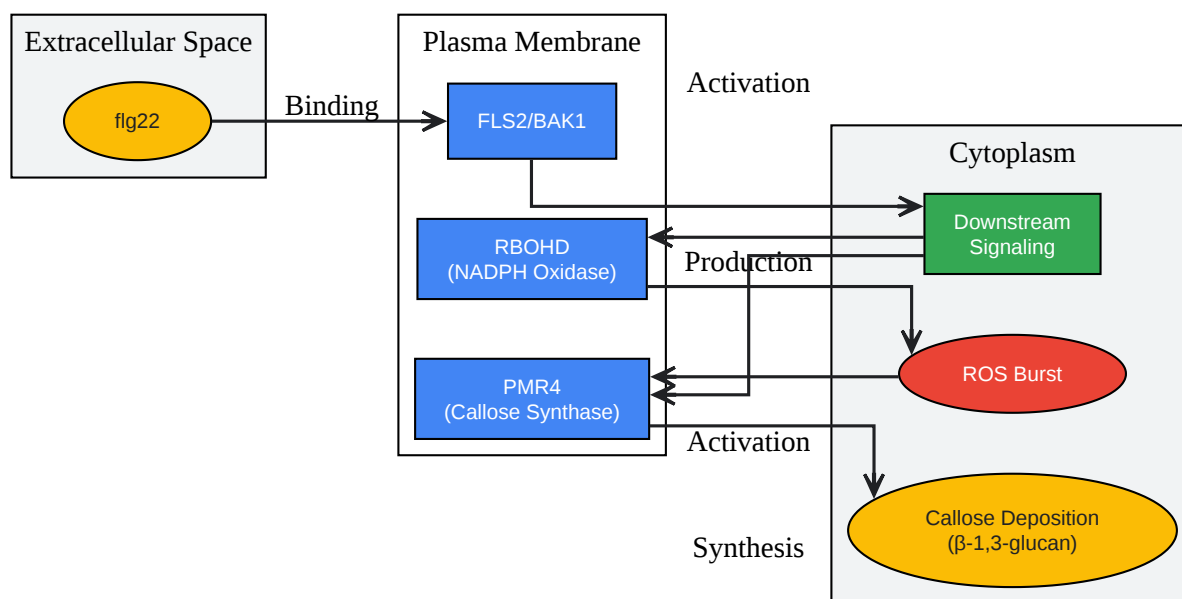 Extracellular Space
flg22
Binding
Plasma Membrane
FLS2/BAK1
Activation
Cytoplasm
Downstream
Signaling
RBOHD
(NADPH Oxidase)
Production
ROS Burst
PMR4
(Callose Synthase)
Activation
Callose Deposition
(β-1,3-glucan)
Synthesis